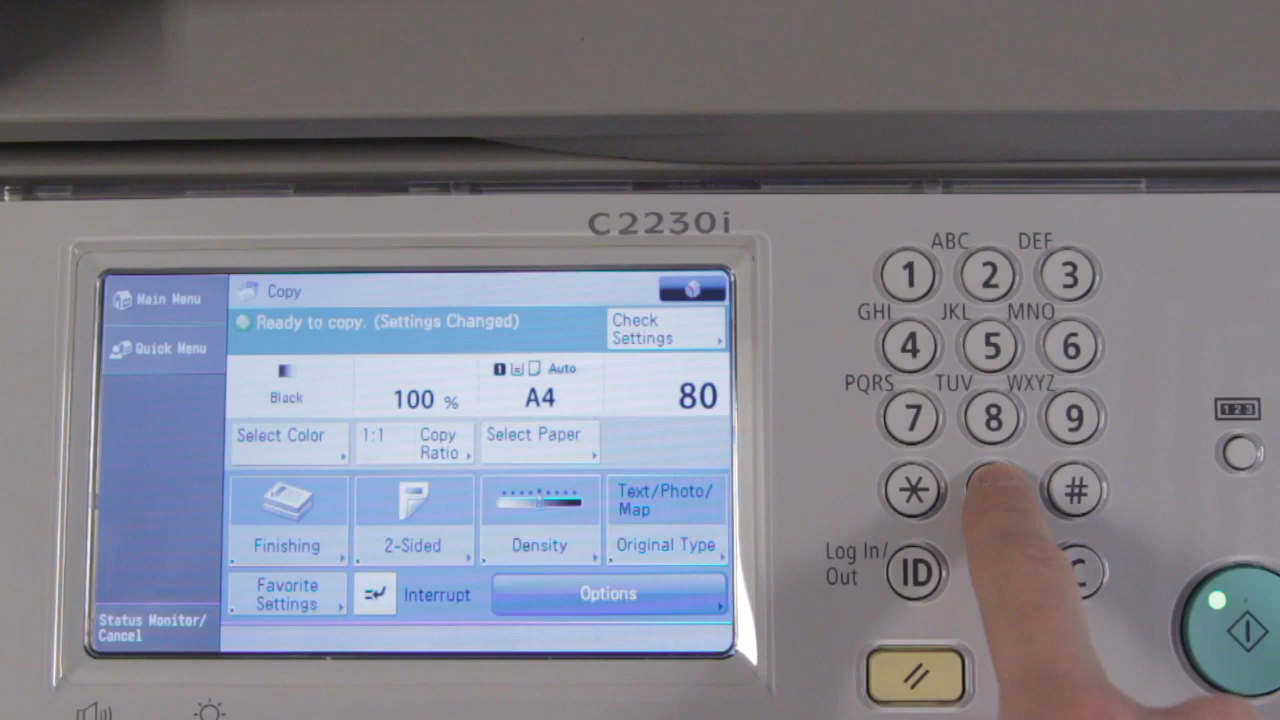 C2230i
Main Menu
Quick Menu
Status Monitor/
Cancel
Copy
Ready to copy. (Settings Changed)
Check
Settings
Black
100 %
1 Auto
A4
80
Select Color
1:1 Copy
Ratio
Select Paper
Finishing
2-Sided
Density
Text/Photo/
Map
Original Type
Favorite
Settings
Interrupt
Options
ABC DEF
1 2 3
GHI JKL MNO
4 5 6
PQRS TUV WXYZ
7 8 9
* #
Log In/
Out
ID C
123